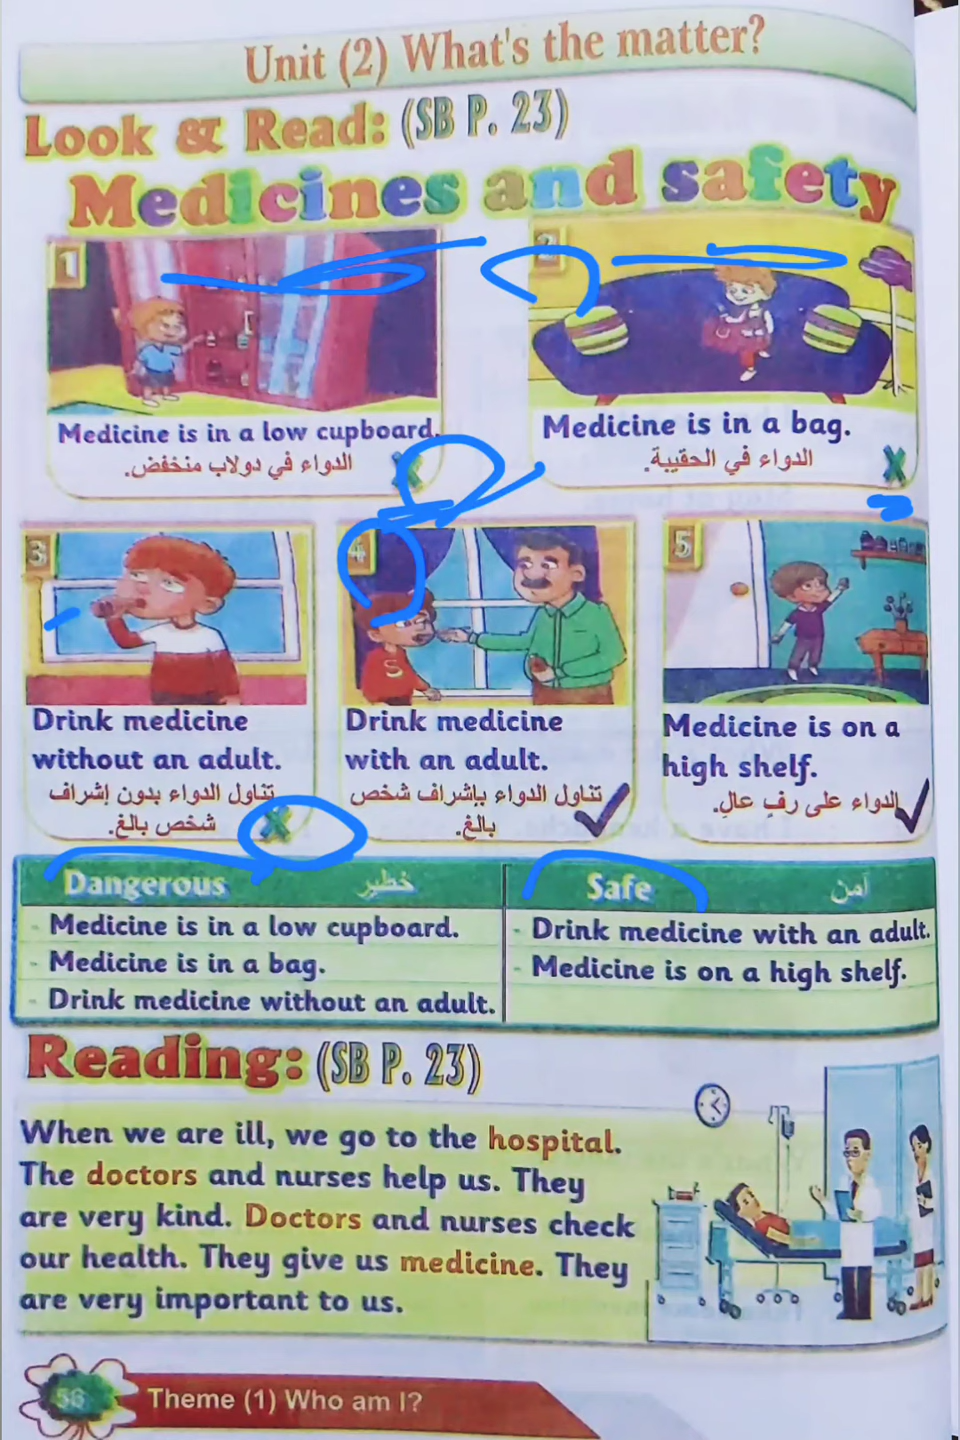 Unit (2) What's the matter?
Look & Read: (SB P. 23)
Medicines and safety
1
Medicine is in a low cupboard.
الدواء في دولاب منخفض.
2
Medicine is in a bag.
الدواء في الحقيبة.
3
Drink medicine
without an adult.
تناول الدواء بدون إشراف
شخص بالغ.
4
S
Drink medicine
with an adult.
تناول الدواء بإشراف شخص
بالغ.
5
Medicine is on a
high shelf.
الدواء على رفٍ عالٍ.
Dangerous خطير
- Medicine is in a low cupboard.
- Medicine is in a bag.
- Drink medicine without an adult.
Safe آمن
- Drink medicine with an adult.
- Medicine is on a high shelf.
Reading: (SB P. 23)
When we are ill, we go to the hospital.
The doctors and nurses help us. They
are very kind. Doctors and nurses check
our health. They give us medicine. They
are very important to us.
56
Theme (1) Who am I?